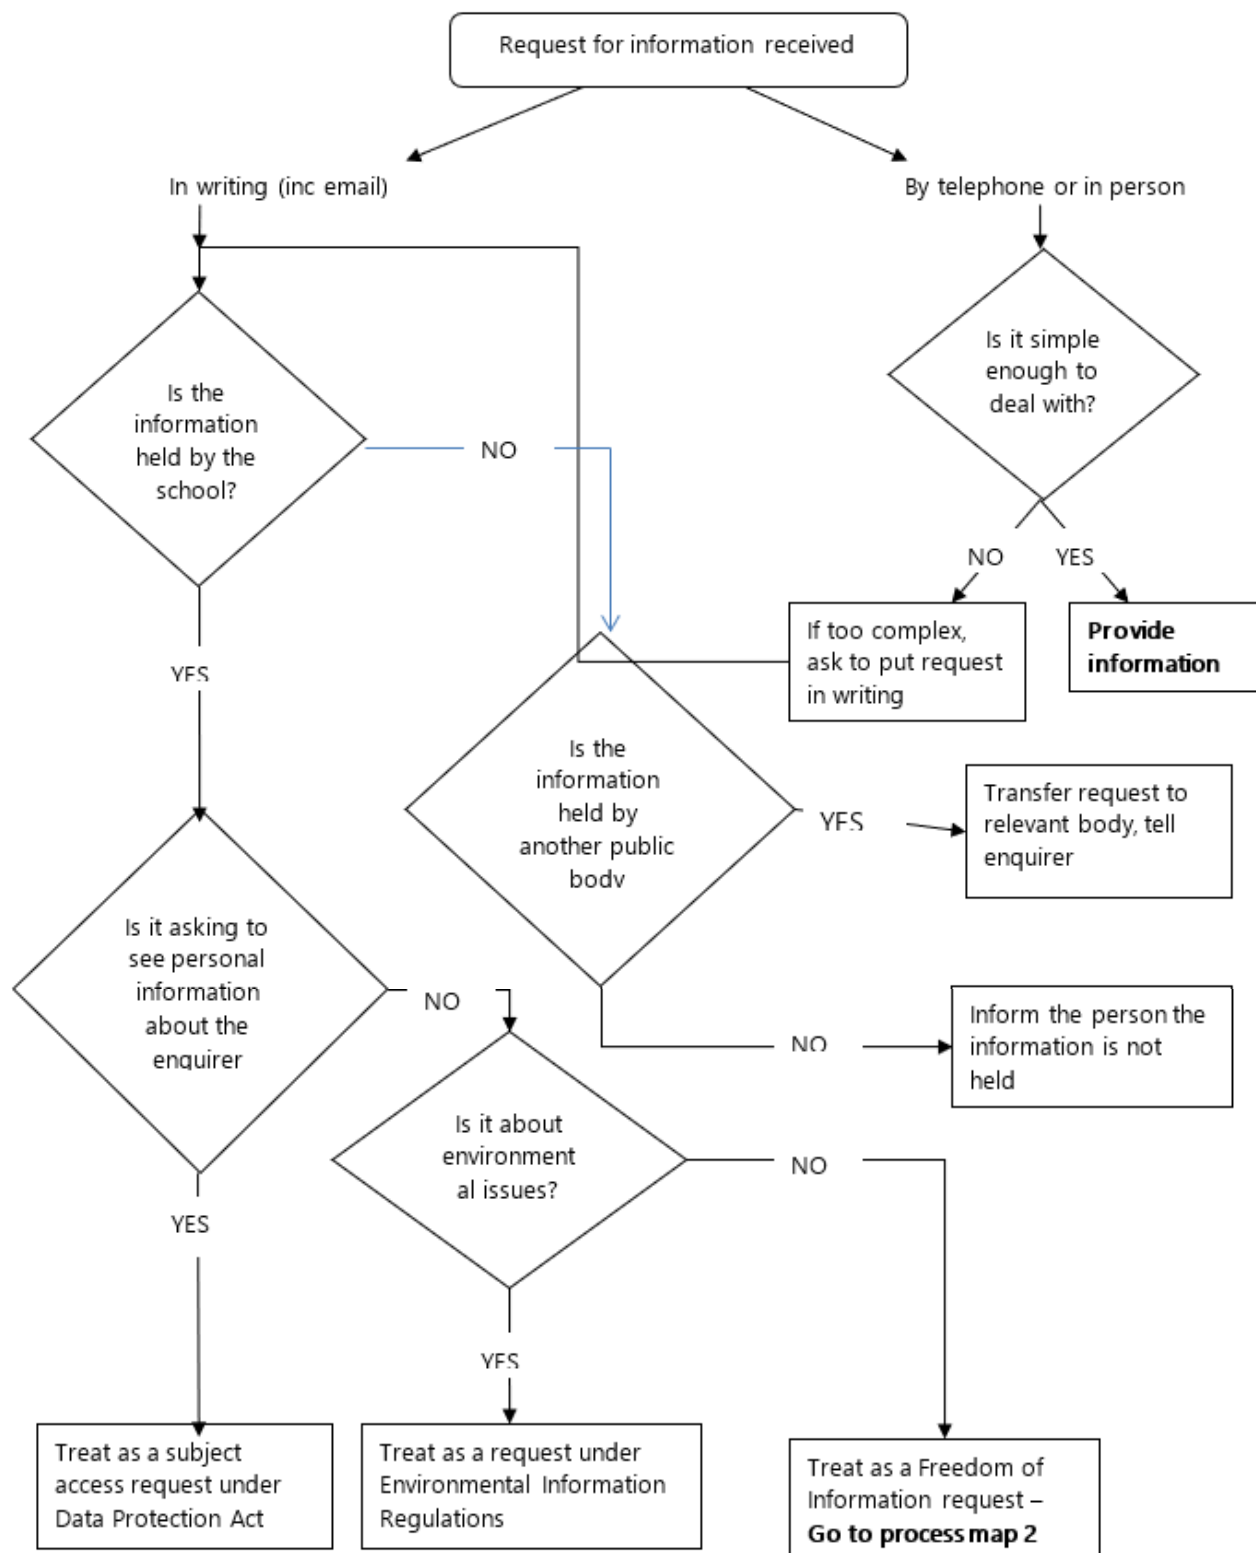 Request for information received
In writing (inc email)
By telephone or in person
Is it simple
enough to
deal with?
Is the
information
held by the
school?
NO
NO
YES
If too complex,
ask to put request
in writing
Provide
information
YES
Is the
information
held by
another public
body
YES
Transfer request to
relevant body, tell
enquirer
Is it asking to
see personal
information
about the
enquirer
NO
Inform the person the
information is not
held
NO
Is it about
environment
al issues?
NO
YES
YES
Treat as a subject
access request under
Data Protection Act
Treat as a request under
Environmental Information
Regulations
Treat as a Freedom of
Information request –
Go to process map 2